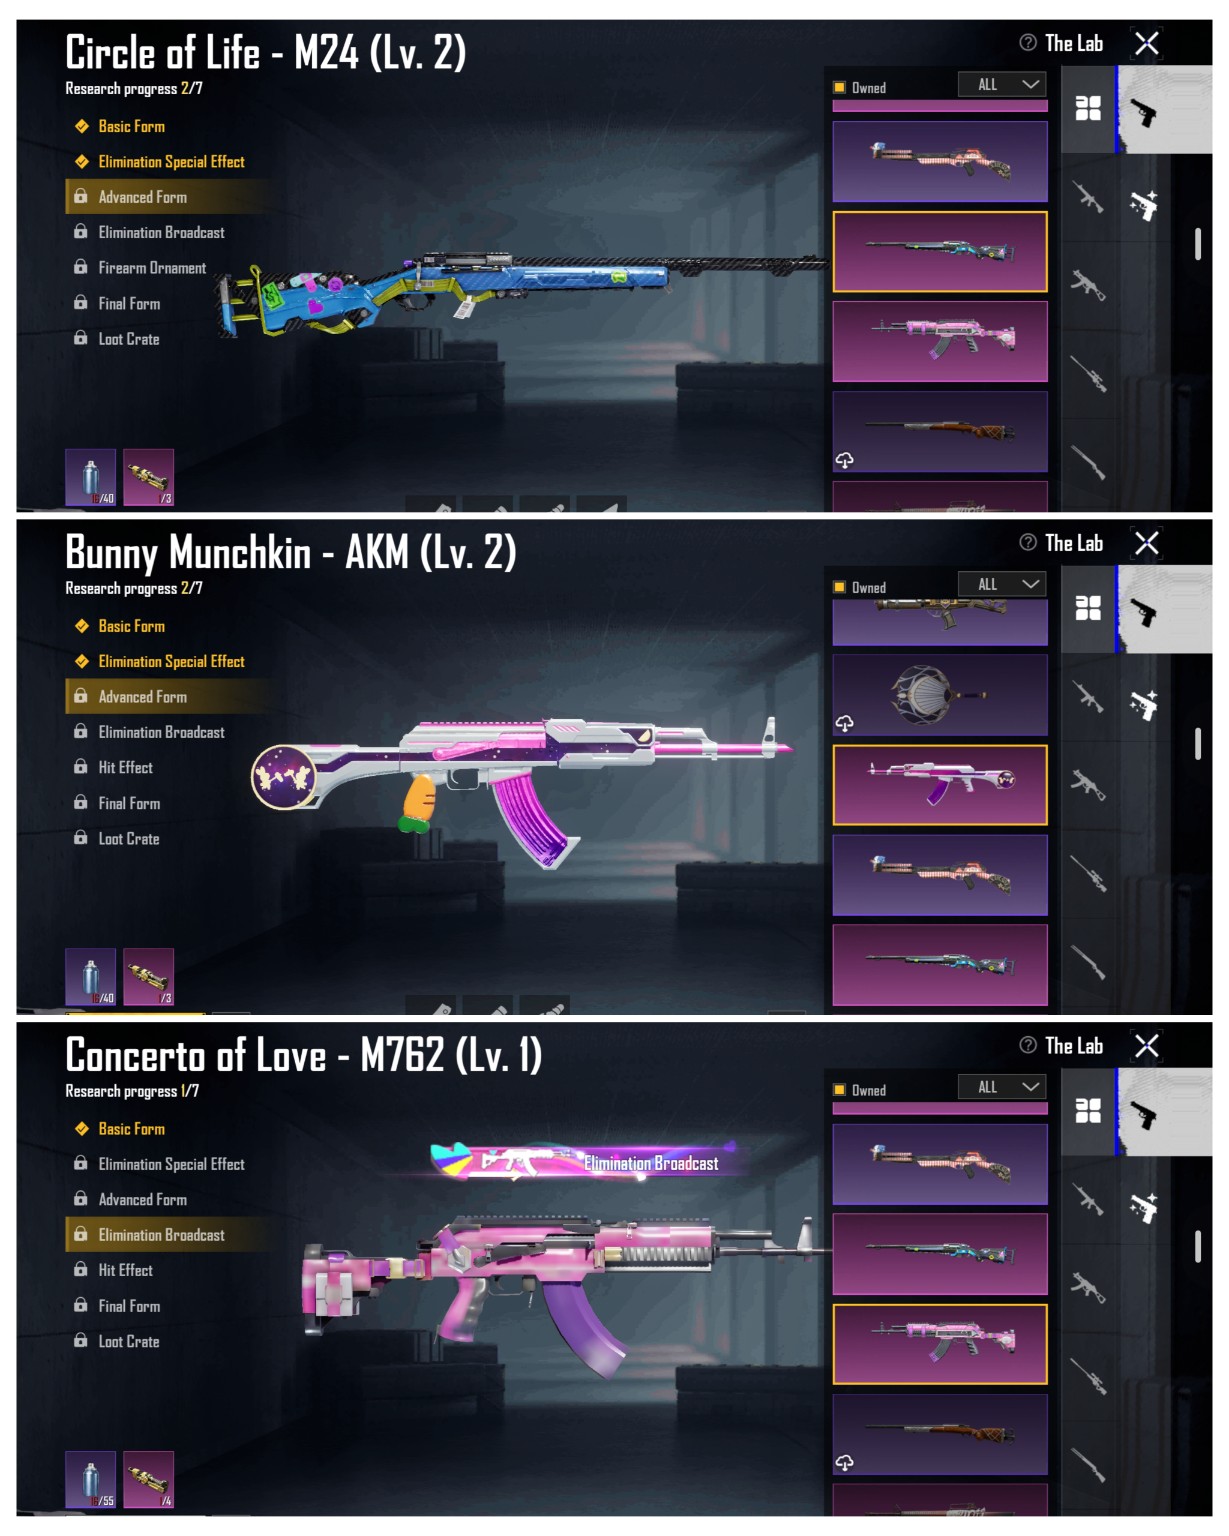 Circle of Life - M24 (Lv. 2)
Research progress 2/7
Basic Form
Elimination Special Effect
Advanced Form
Elimination Broadcast
Firearm Ornament
Final Form
Loot Crate
/40
/3
? The Lab
Owned
ALL
Bunny Munchkin - AKM (Lv. 2)
Research progress 2/7
Basic Form
Elimination Special Effect
Advanced Form
Elimination Broadcast
Hit Effect
Final Form
Loot Crate
/40
/3
? The Lab
Owned
ALL
Concerto of Love - M762 (Lv. 1)
Research progress 1/7
Basic Form
Elimination Special Effect
Advanced Form
Elimination Broadcast
Hit Effect
Final Form
Loot Crate
/55
/4
Elimination Broadcast
? The Lab
Owned
ALL